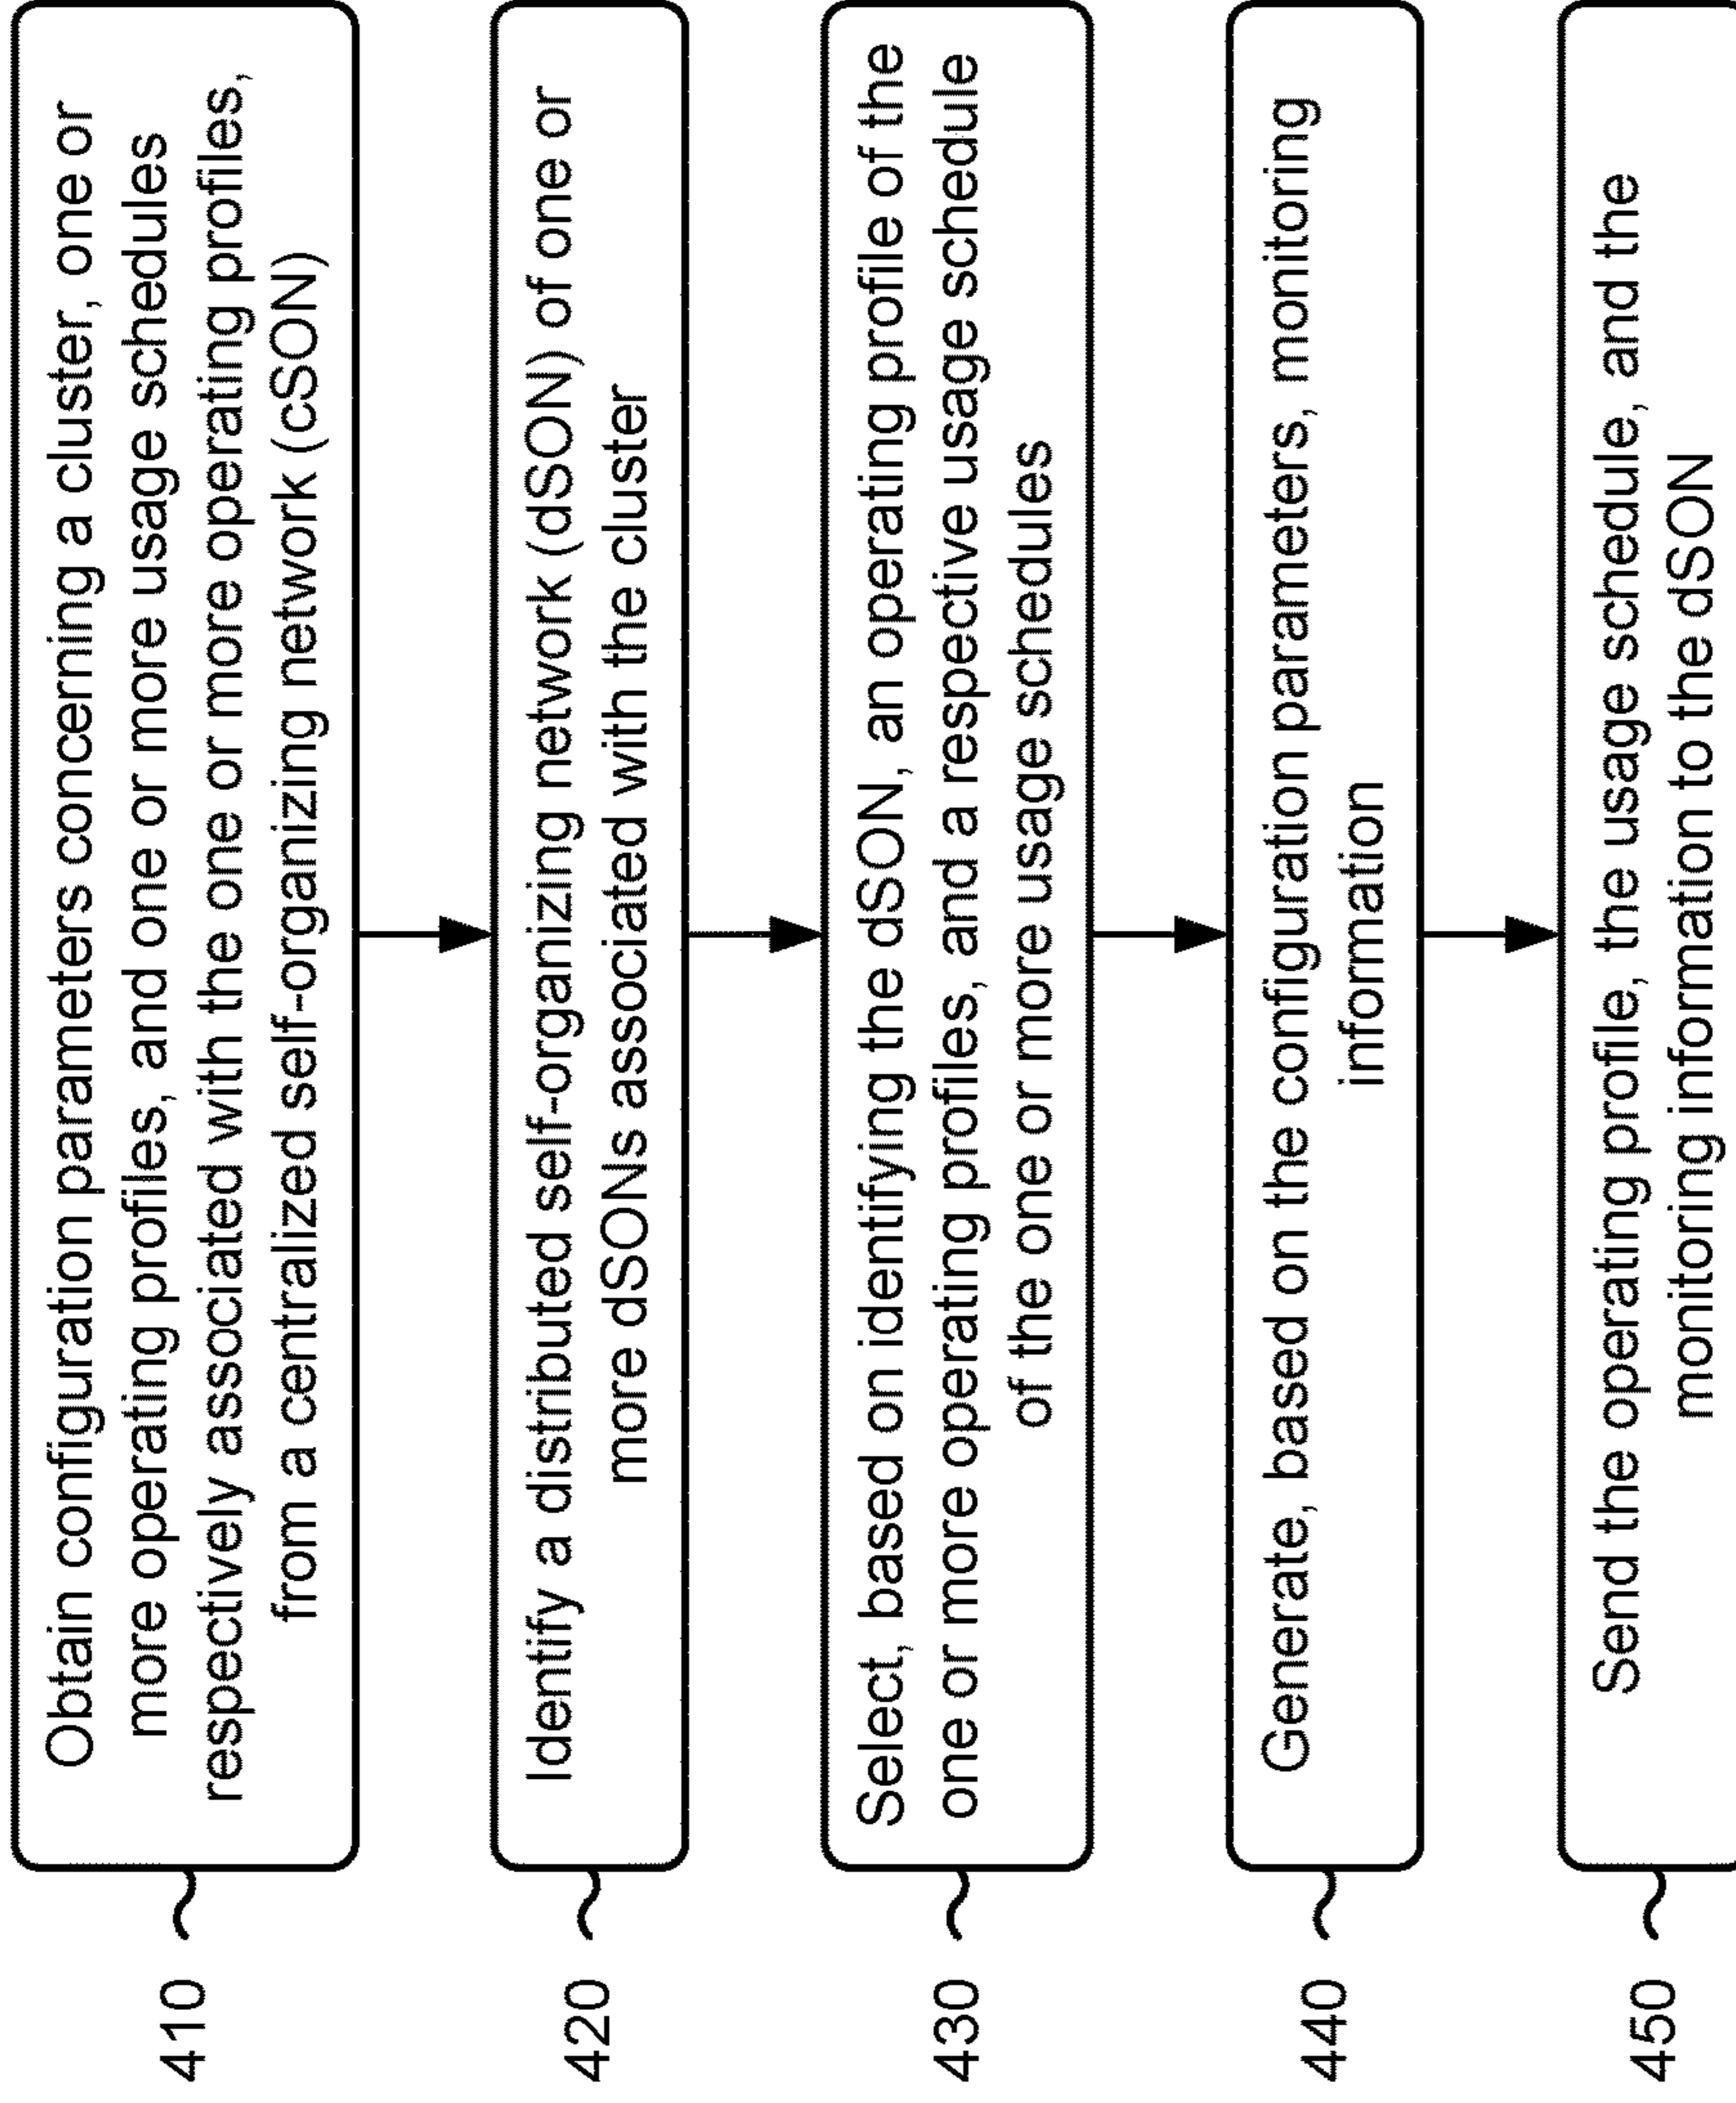 410
Obtain configuration parameters concerning a cluster, one or
more operating profiles, and one or more usage schedules
respectively associated with the one or more operating profiles,
from a centralized self-organizing network (cSON)
420
Identify a distributed self-organizing network (dSON) of one or
more dSONs associated with the cluster
430
Select, based on identifying the dSON, an operating profile of the
one or more operating profiles, and a respective usage schedule
of the one or more usage schedules
440
Generate, based on the configuration parameters, monitoring
information
450
Send the operating profile, the usage schedule, and the
monitoring information to the dSON